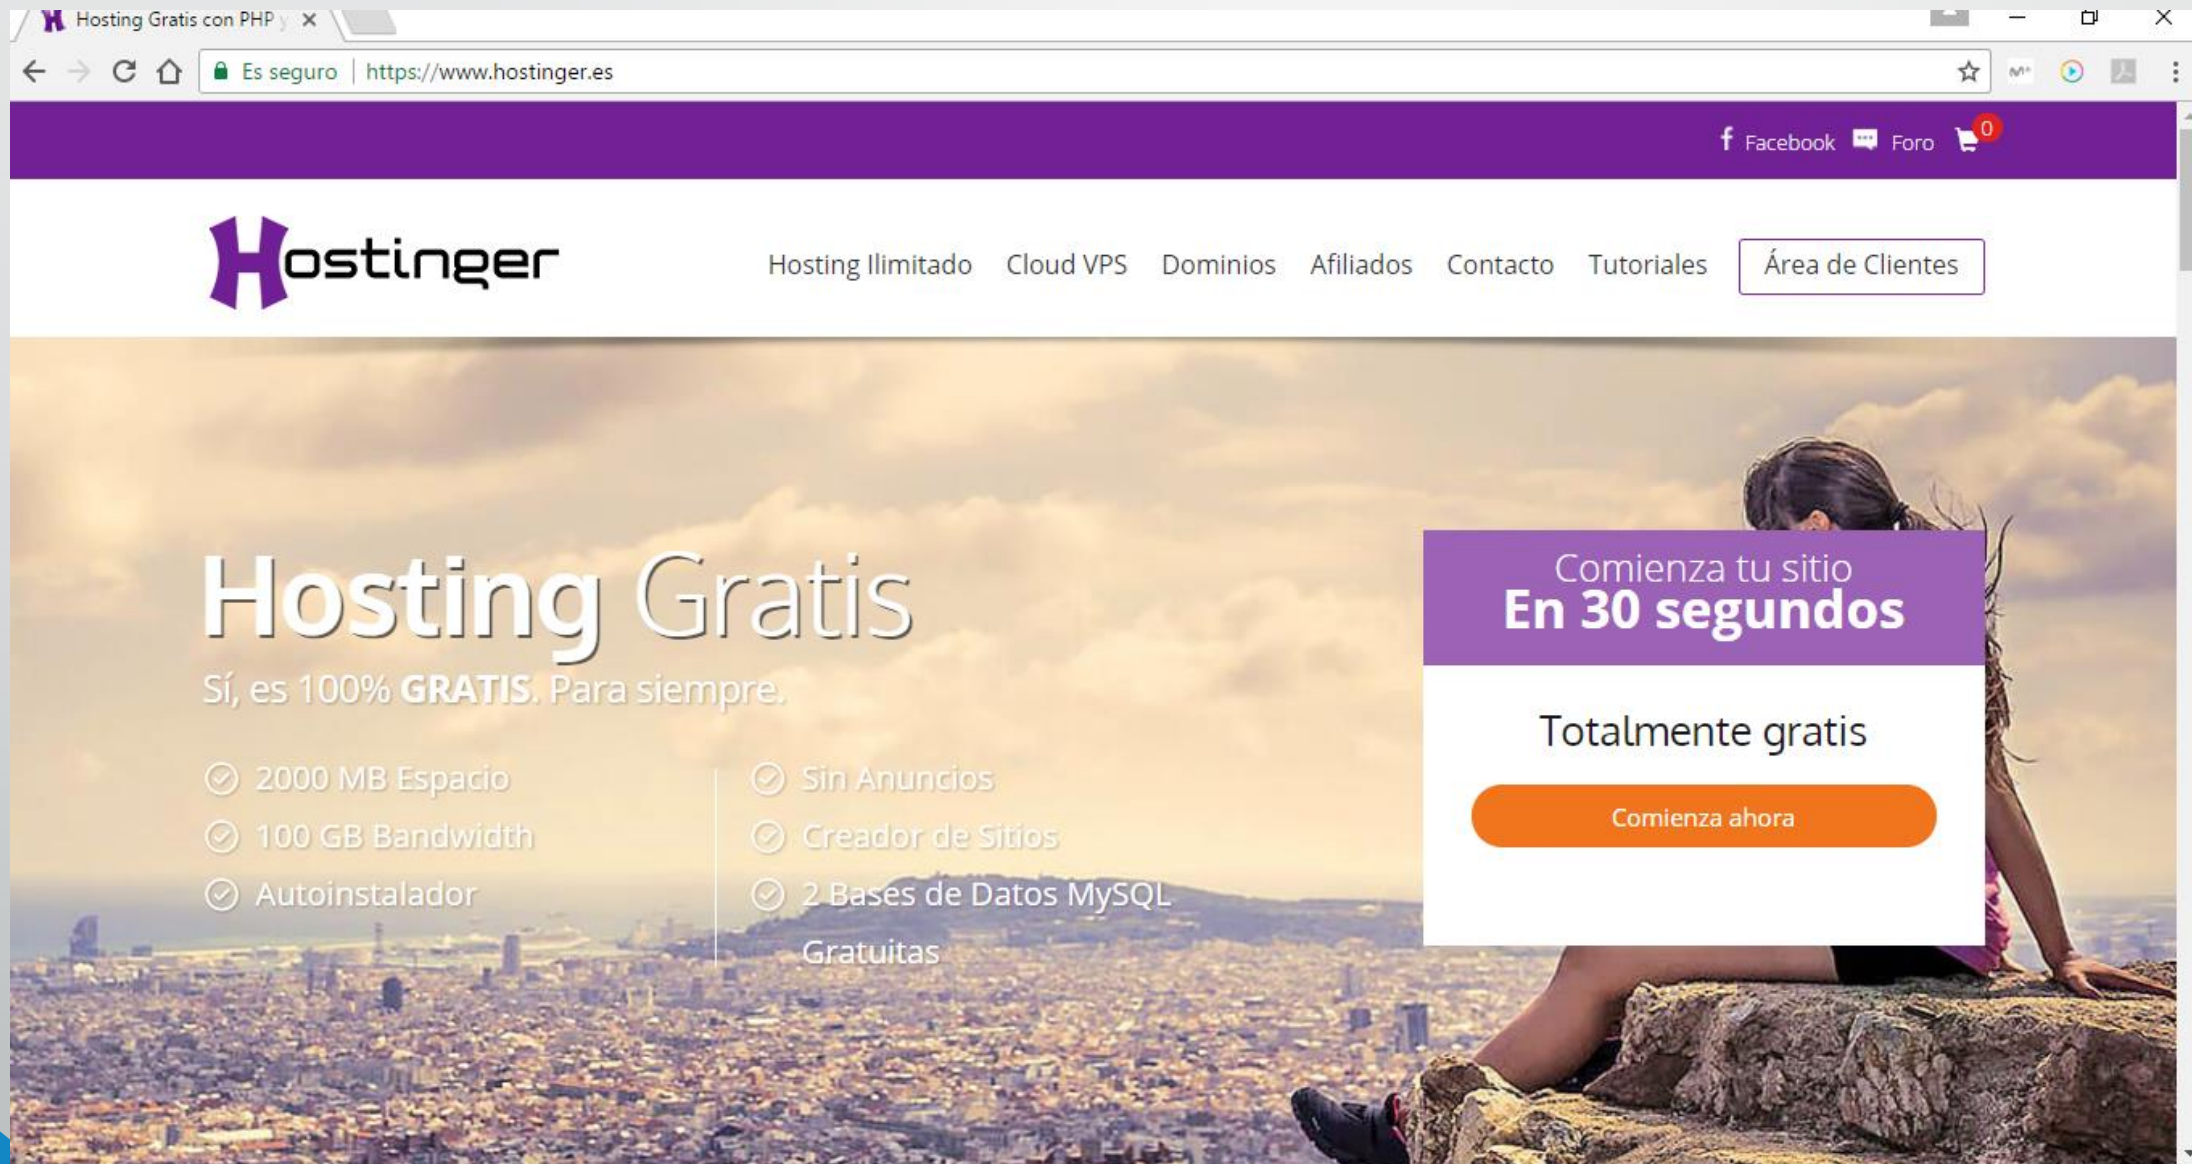 Hosting Gratis con PHP y
Es seguro | https://www.hostinger.es
Facebook Foro 0
Hostinger
Hosting Ilimitado Cloud VPS Dominios Afiliados Contacto Tutoriales Área de Clientes
Hosting Gratis
Sí, es 100% GRATIS. Para siempre.
2000 MB Espacio
100 GB Bandwidth
Autoinstalador
Sin Anuncios
Creador de Sitios
2 Bases de Datos MySQL
Gratuitas
Comienza tu sitio
En 30 segundos
Totalmente gratis
Comienza ahora